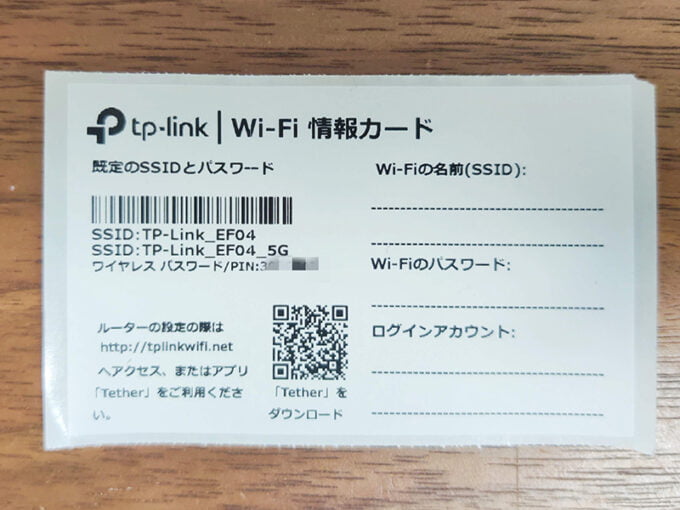 tp-link | Wi-Fi 情報カード
既定のSSIDとパスワード
SSID:TP-Link_EF04
SSID:TP-Link_EF04_5G
ワイヤレス パスワード/PIN:
ルーターの設定の際は
http://tplinkwifi.net
へアクセス、またはアプリ
「Tether」をご利用くださ
い。
「Tether」を
ダウンロード
Wi-Fiの名前(SSID):
Wi-Fiのパスワード:
ログインアカウント: